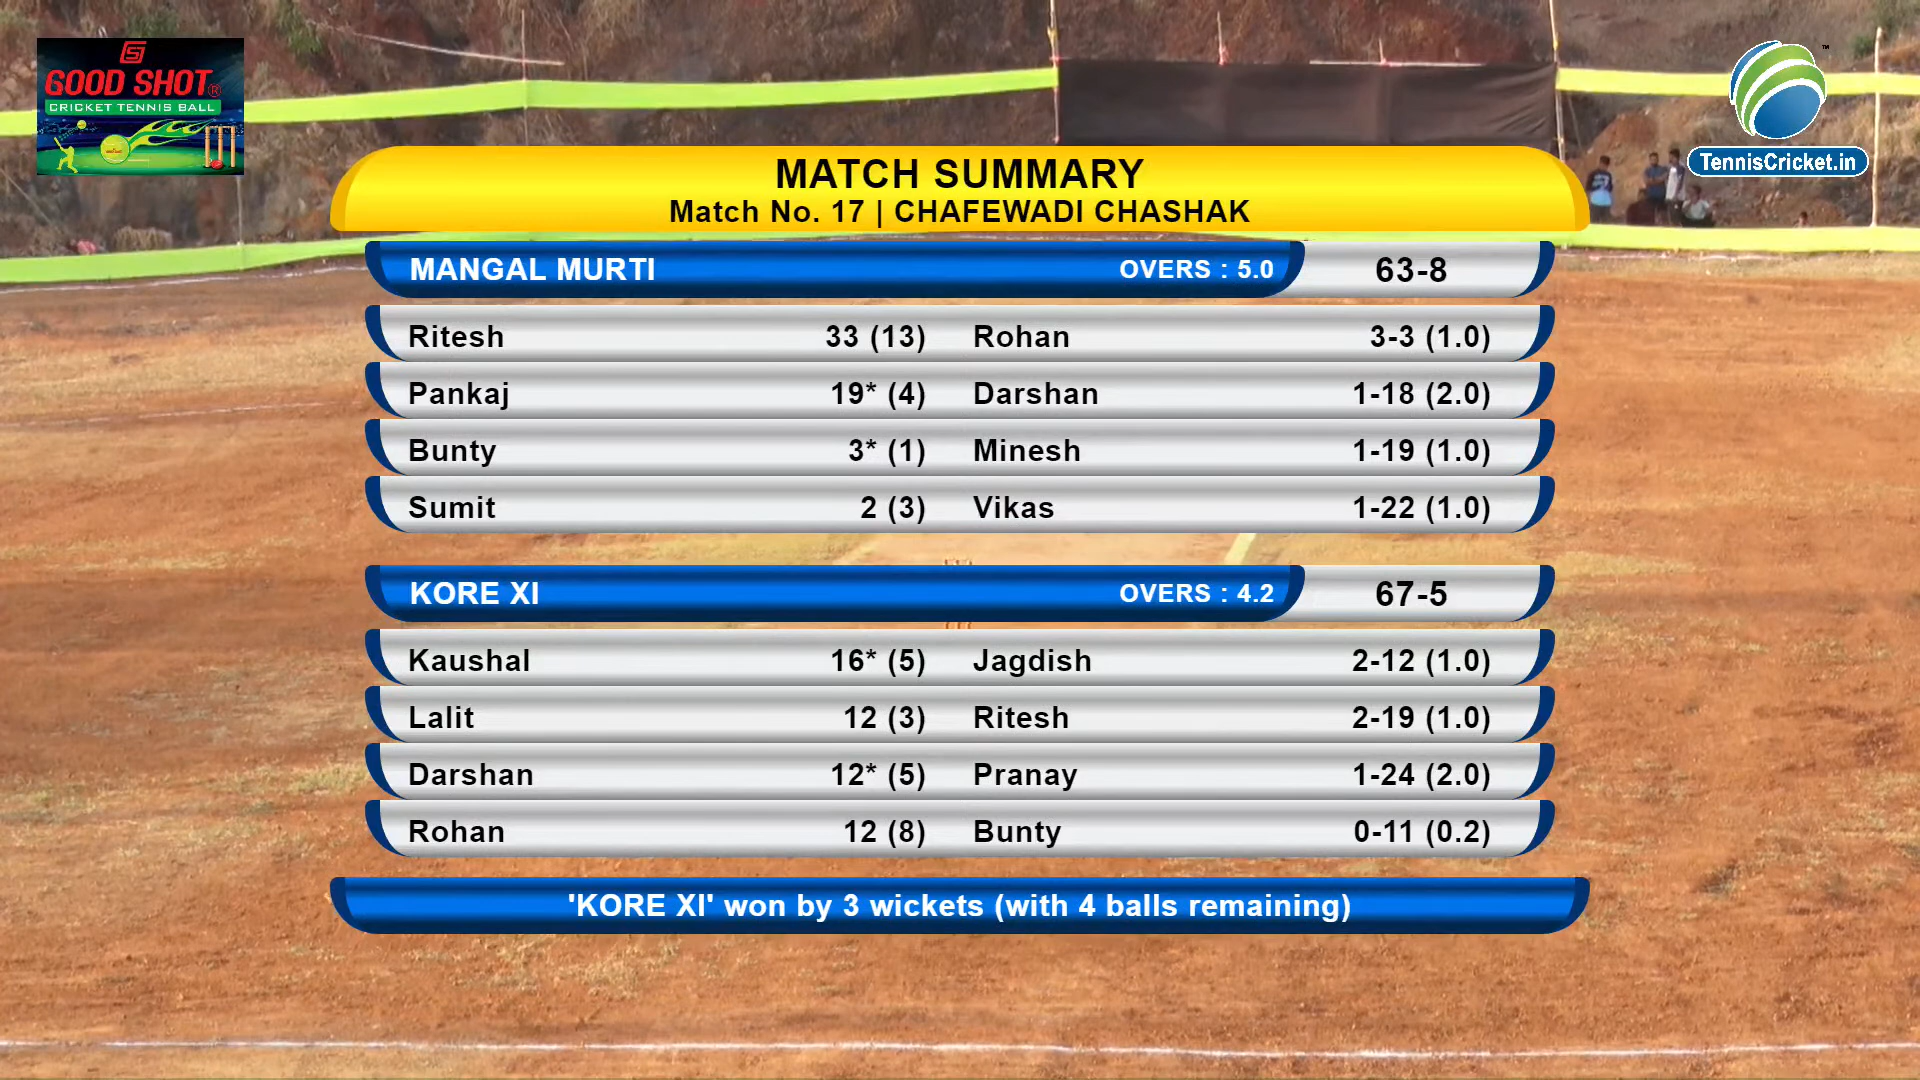 GOOD SHOT®
CRICKET TENNIS BALL
TM
TennisCricket.in
MATCH SUMMARY
Match No. 17 | CHAFEWADI CHASHAK
MANGAL MURTI OVERS : 5.0 63-8
Ritesh 33 (13) Rohan 3-3 (1.0)
Pankaj 19* (4) Darshan 1-18 (2.0)
Bunty 3* (1) Minesh 1-19 (1.0)
Sumit 2 (3) Vikas 1-22 (1.0)
KORE XI OVERS : 4.2 67-5
Kaushal 16* (5) Jagdish 2-12 (1.0)
Lalit 12 (3) Ritesh 2-19 (1.0)
Darshan 12* (5) Pranay 1-24 (2.0)
Rohan 12 (8) Bunty 0-11 (0.2)
'KORE XI' won by 3 wickets (with 4 balls remaining)